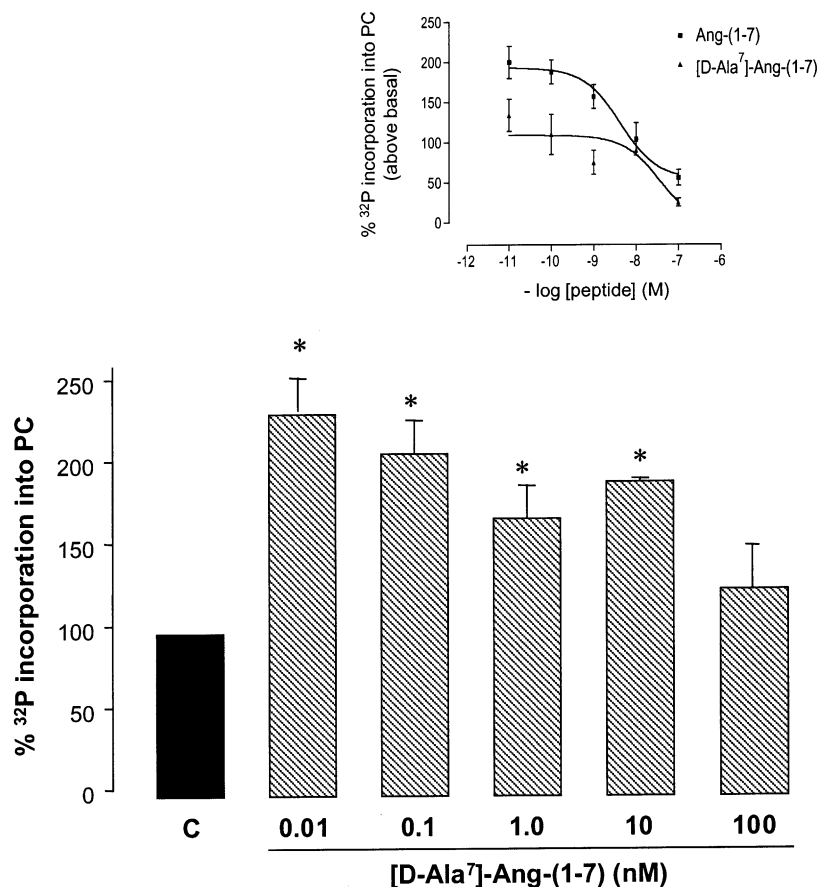 250
200
150
100
50
0
% ³²P incorporation into PC
(above basal)
Ang-(1-7)
[D-Ala⁷]-Ang-(1-7)
-12 -11 -10 -9 -8 -7 -6
- log [peptide] (M)
250
200
150
100
50
0
% ³²P incorporation into PC
* * * *
C 0.01 0.1 1.0 10 100
[D-Ala⁷]-Ang-(1-7) (nM)